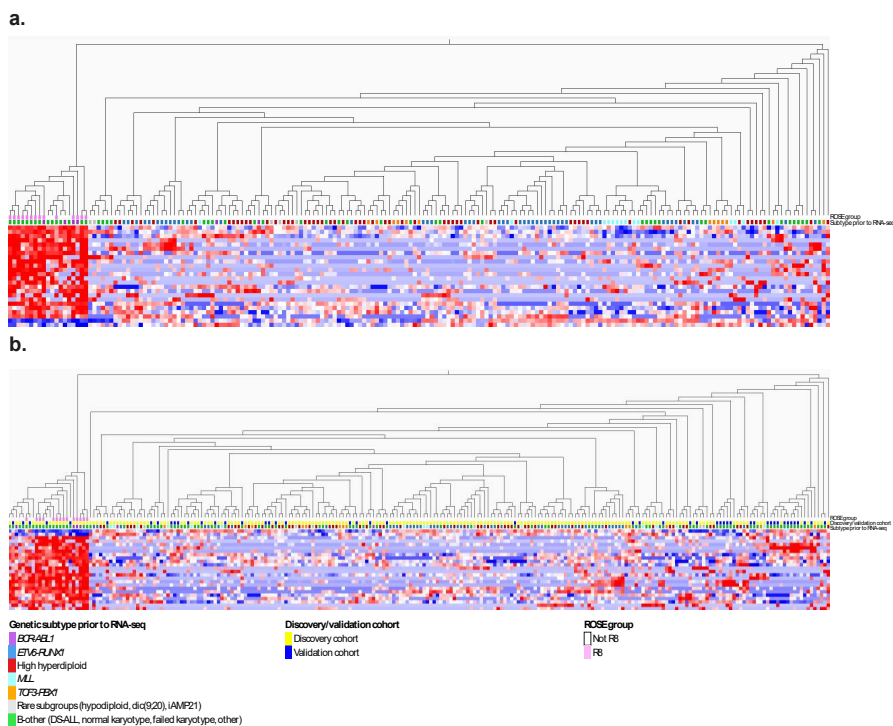 a.
ROSE group
Subtype prior to RNA-seq
b.
ROSE group
Discovery/validation cohort
Subtype prior to RNA-seq
Genetic subtype prior to RNA-seq
BCR-ABL1
ETV6-RUNX1
High hyperdiploid
MLL
TCF3-PBX1
Rare subgroups (hypodiploid, dic(9;20), iAMP21)
B-other (DS-ALL, normal karyotype, failed karyotype, other)
Discovery/validation cohort
Discovery cohort
Validation cohort
ROSE group
Not R8
R8